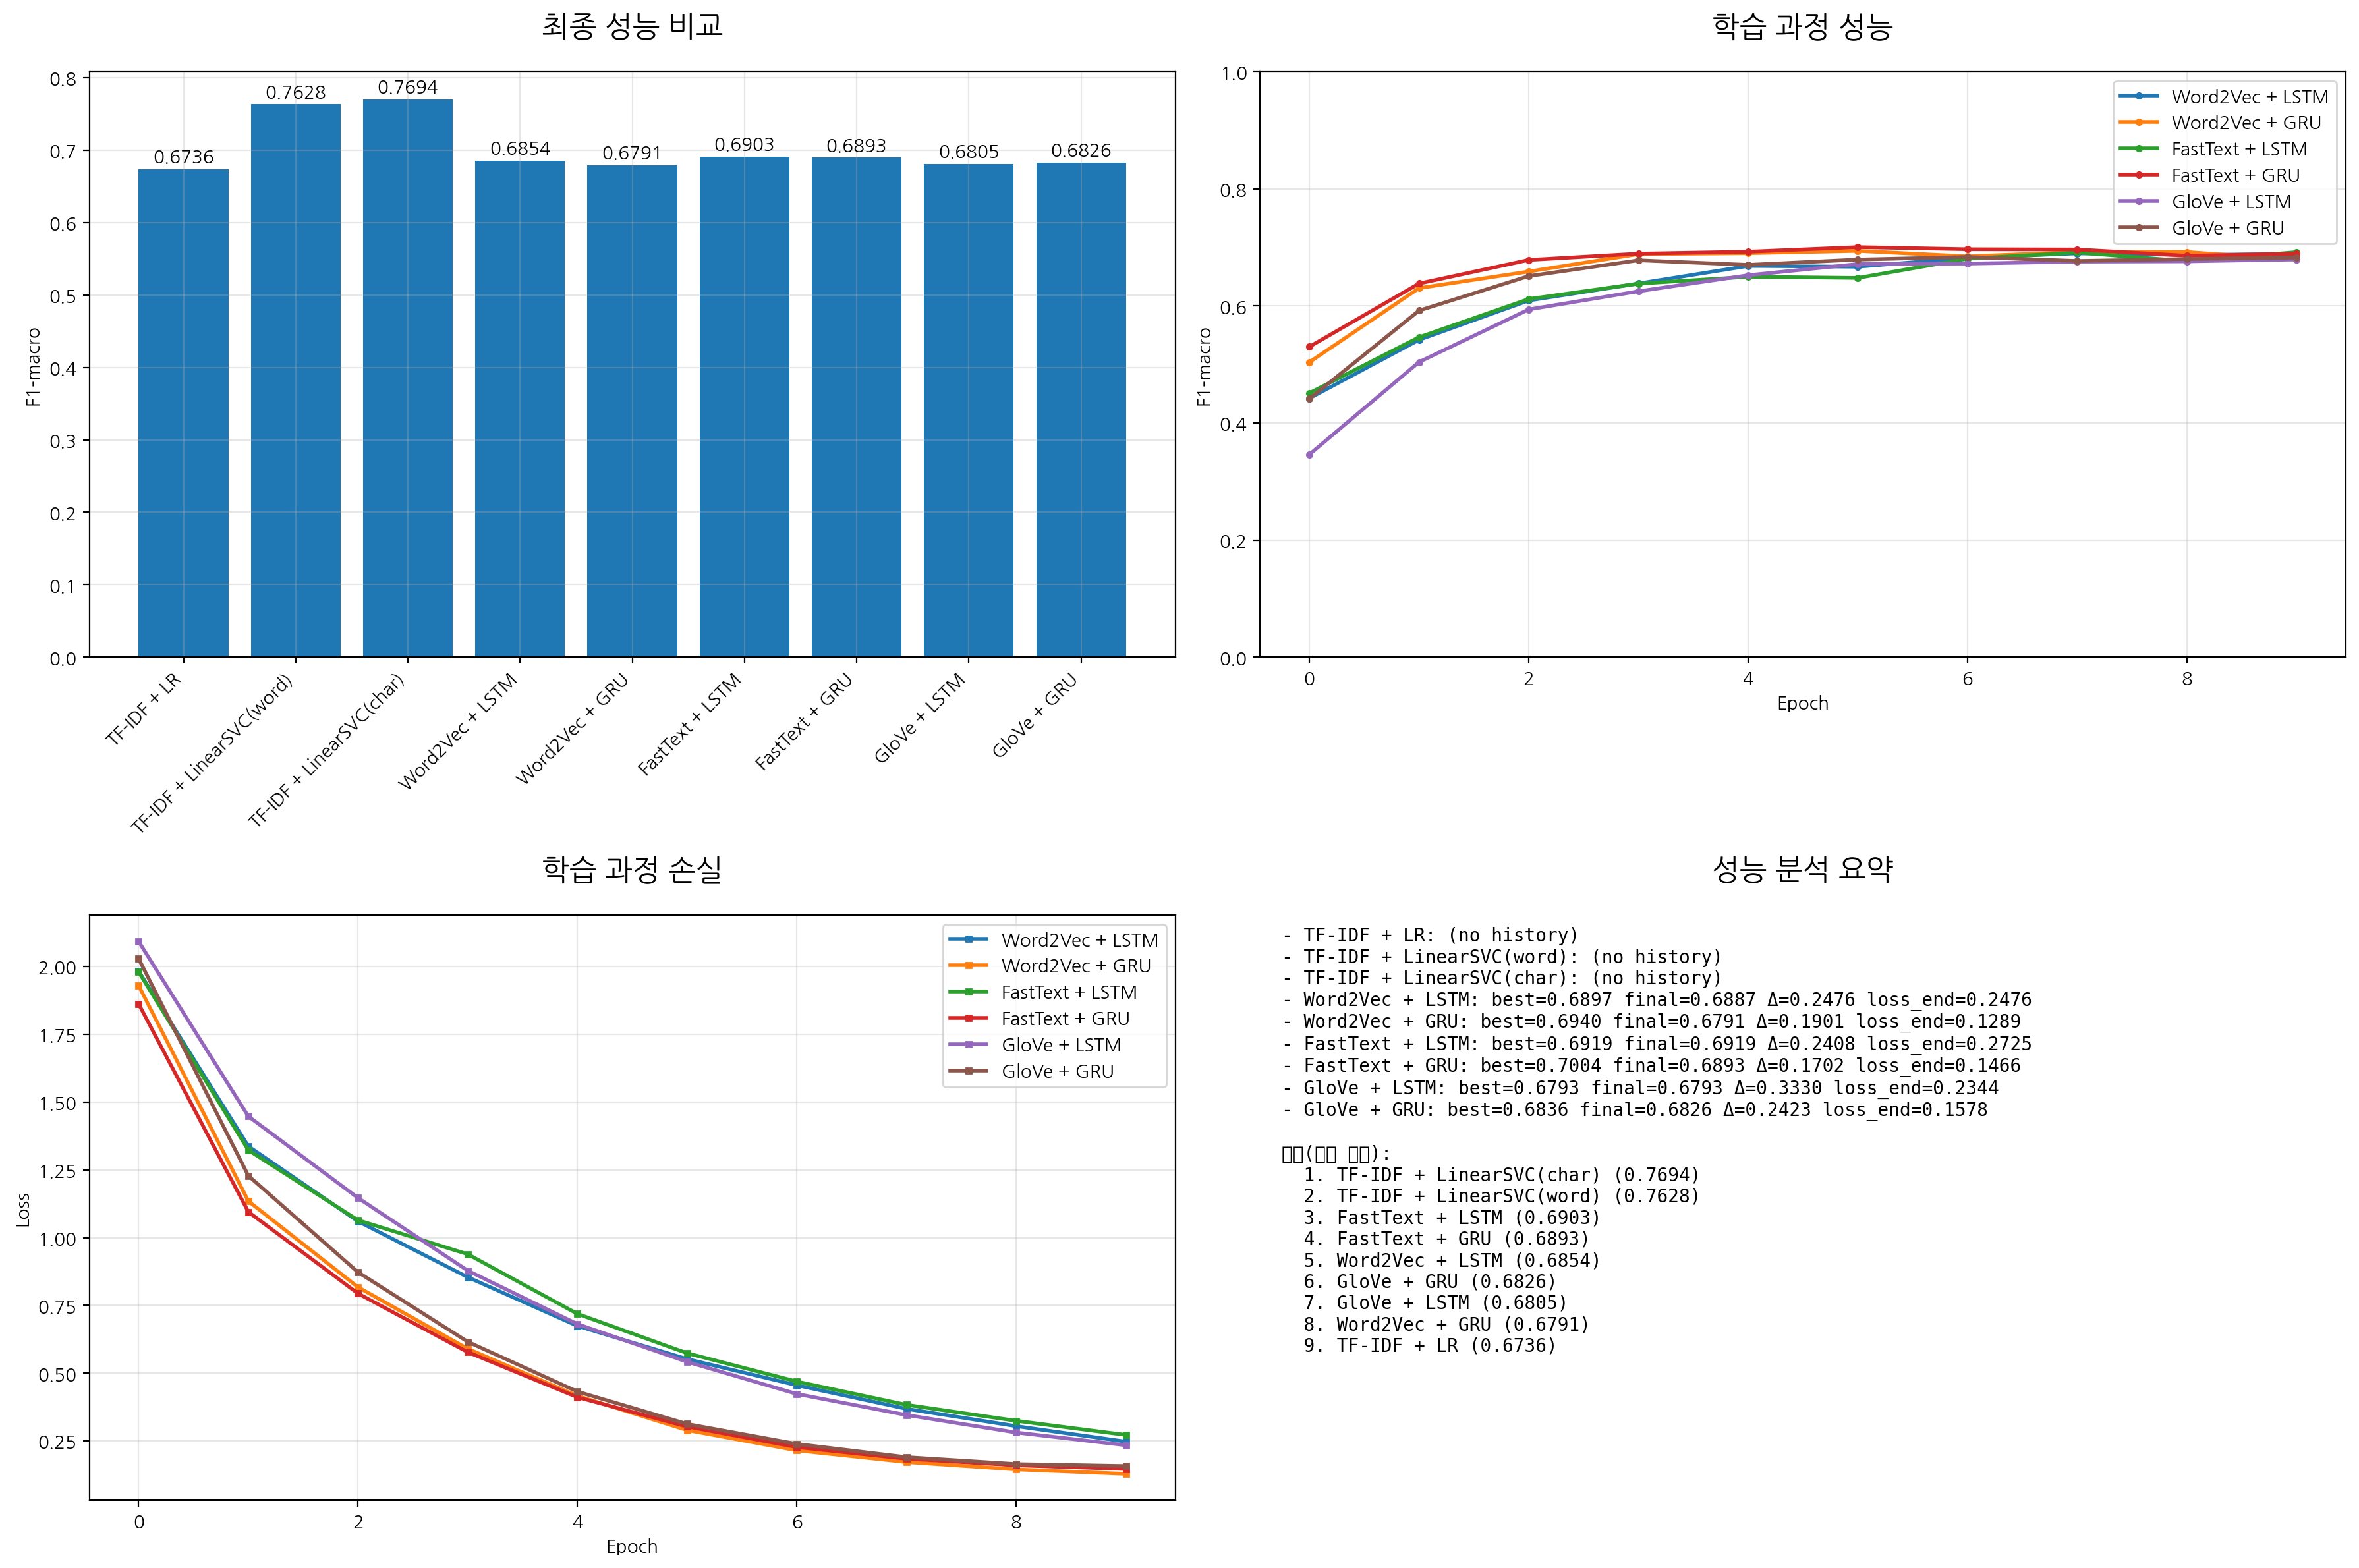 최종 성능 비교
0.8
0.7
0.6
0.5
0.4
0.3
0.2
0.1
0.0
F1-macro
0.6736
0.7628
0.7694
0.6854
0.6791
0.6903
0.6893
0.6805
0.6826
TF-IDF + LR
TF-IDF + LinearSVC(word)
TF-IDF + LinearSVC(char)
Word2Vec + LSTM
Word2Vec + GRU
FastText + LSTM
FastText + GRU
GloVe + LSTM
GloVe + GRU
학습 과정 성능
1.0
0.8
0.6
0.4
0.2
0.0
F1-macro
Word2Vec + LSTM
Word2Vec + GRU
FastText + LSTM
FastText + GRU
GloVe + LSTM
GloVe + GRU
0 2 4 6 8
Epoch
학습 과정 손실
2.00
1.75
1.50
1.25
1.00
0.75
0.50
0.25
Loss
Word2Vec + LSTM
Word2Vec + GRU
FastText + LSTM
FastText + GRU
GloVe + LSTM
GloVe + GRU
0 2 4 6 8
Epoch
성능 분석 요약
- TF-IDF + LR: (no history)
- TF-IDF + LinearSVC(word): (no history)
- TF-IDF + LinearSVC(char): (no history)
- Word2Vec + LSTM: best=0.6897 final=0.6887 Δ=0.2476 loss_end=0.2476
- Word2Vec + GRU: best=0.6940 final=0.6791 Δ=0.1901 loss_end=0.1289
- FastText + LSTM: best=0.6919 final=0.6919 Δ=0.2408 loss_end=0.2725
- FastText + GRU: best=0.7004 final=0.6893 Δ=0.1702 loss_end=0.1466
- GloVe + LSTM: best=0.6793 final=0.6793 Δ=0.3330 loss_end=0.2344
- GloVe + GRU: best=0.6836 final=0.6826 Δ=0.2423 loss_end=0.1578
1. TF-IDF + LinearSVC(char) (0.7694)
2. TF-IDF + LinearSVC(word) (0.7628)
3. FastText + LSTM (0.6903)
4. FastText + GRU (0.6893)
5. Word2Vec + LSTM (0.6854)
6. GloVe + GRU (0.6826)
7. GloVe + LSTM (0.6805)
8. Word2Vec + GRU (0.6791)
9. TF-IDF + LR (0.6736)